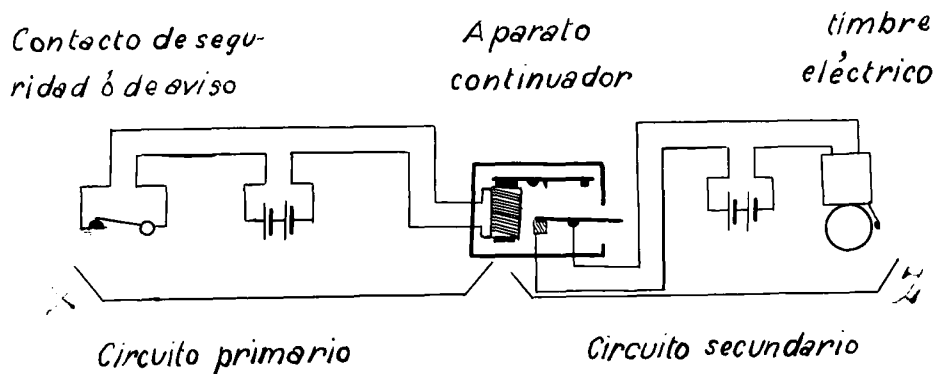 Contacto de segu-
ridad ó de aviso
Aparato
continuador
timbre
eléctrico
Circuito primario
Circuito secundario